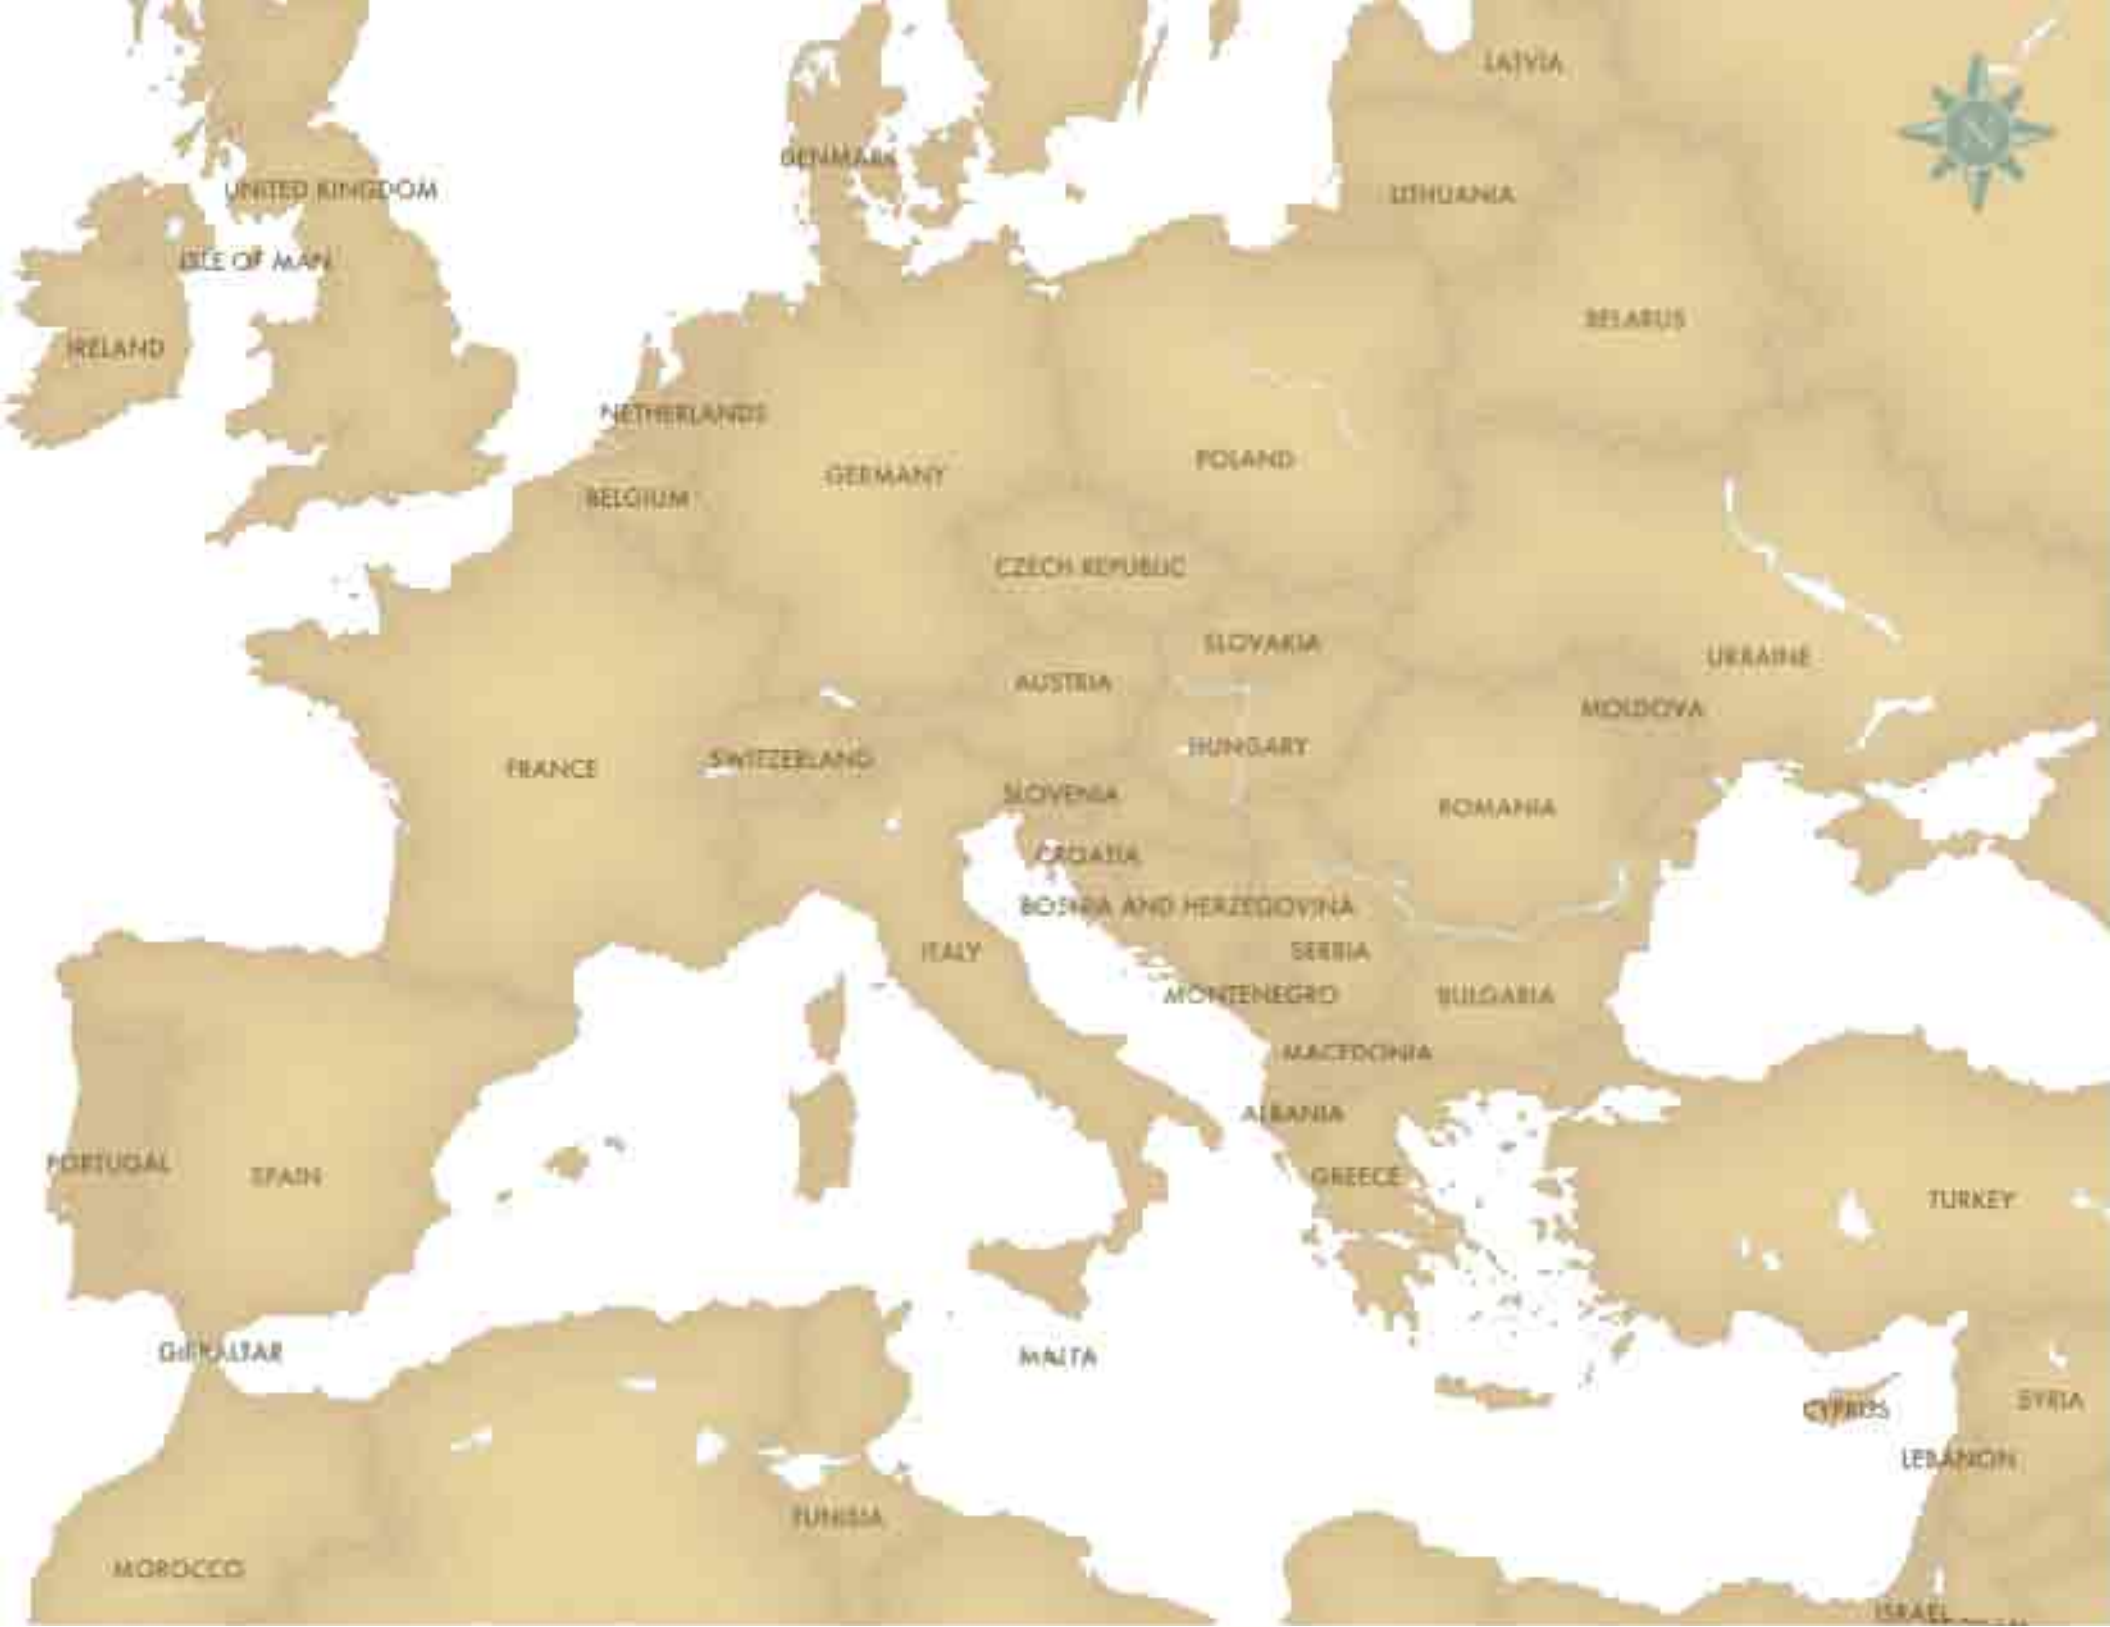 LATVIA
N
DENMARK
UNITED KINGDOM
LITHUANIA
ISLE OF MAN
BELARUS
IRELAND
NETHERLANDS
POLAND
GERMANY
BELGIUM
CZECH REPUBLIC
SLOVAKIA
UKRAINE
AUSTRIA
MOLDOVA
HUNGARY
SWITZERLAND
FRANCE
SLOVENIA
ROMANIA
CROATIA
BOSNIA AND HERZEGOVINA
ITALY
SERBIA
MONTENEGRO
BULGARIA
MACEDONIA
ALBANIA
PORTUGAL
SPAIN
GREECE
TURKEY
GIBRALTAR
MALTA
SYRIA
CYPRUS
LEBANON
TUNISIA
MOROCCO
ISRAEL